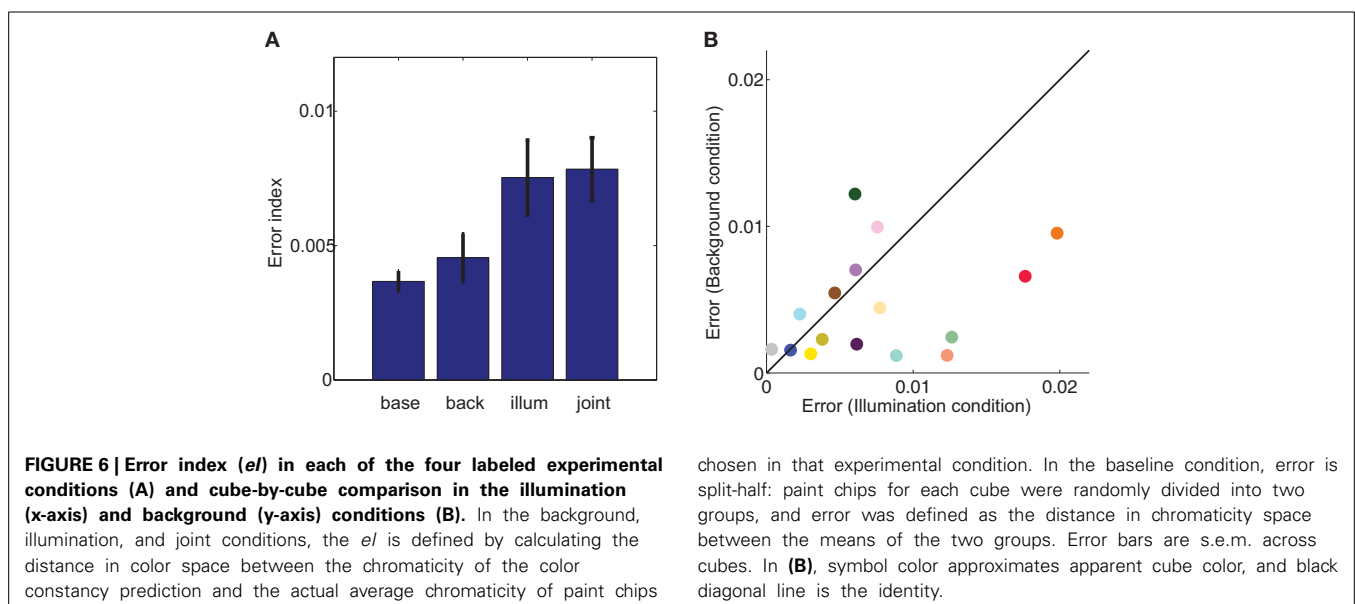 A
0.01
0.005
0
Error index
base back illum joint
B
0.02
0.01
0
Error (Background condition)
0 0.01 0.02
Error (Illumination condition)
FIGURE 6 | Error index (eI) in each of the four labeled experimental
conditions (A) and cube-by-cube comparison in the illumination
(x-axis) and background (y-axis) conditions (B). In the background,
illumination, and joint conditions, the eI is defined by calculating the
distance in color space between the chromaticity of the color
constancy prediction and the actual average chromaticity of paint chips
chosen in that experimental condition. In the baseline condition, error is
split-half: paint chips for each cube were randomly divided into two
groups, and error was defined as the distance in chromaticity space
between the means of the two groups. Error bars are s.e.m. across
cubes. In (B), symbol color approximates apparent cube color, and black
diagonal line is the identity.